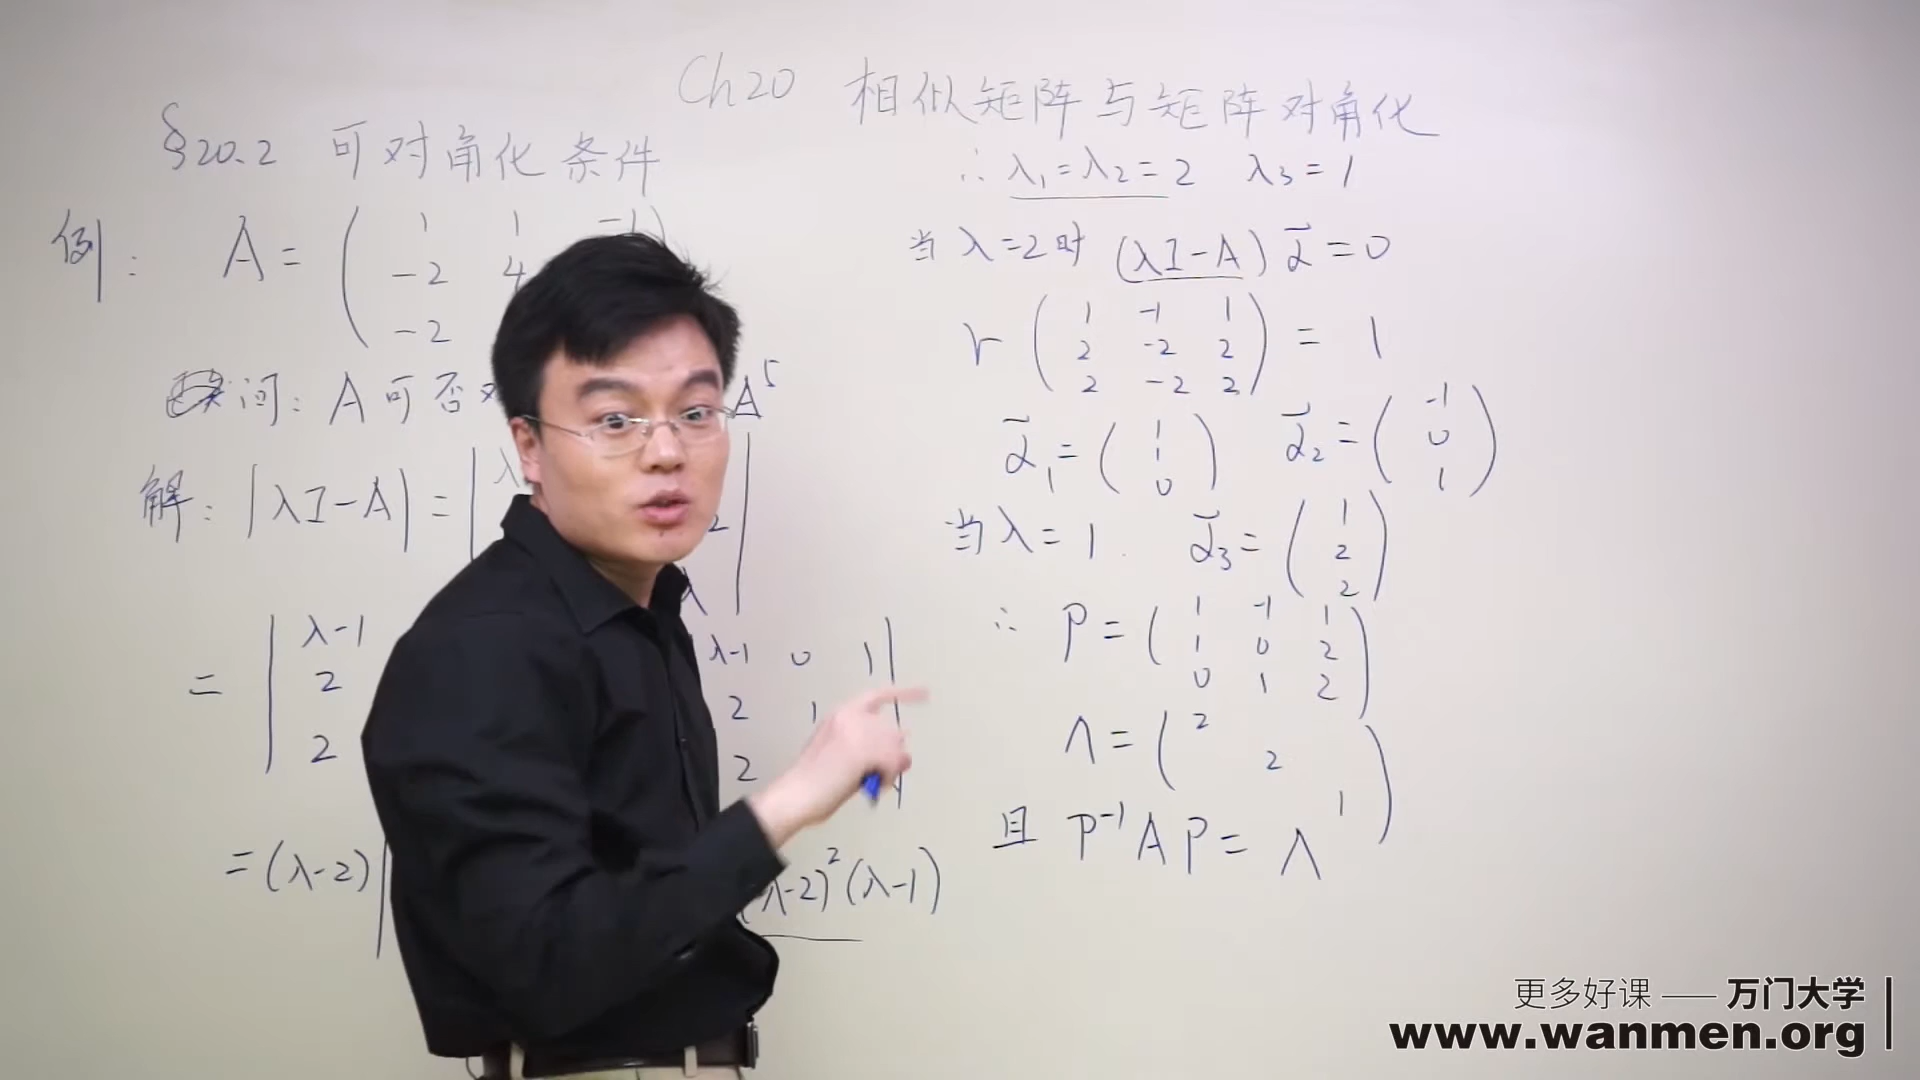 Ch20 相似矩阵与矩阵对角化
§20.2 可对角化条件
例: A = ( 1 1 -1
-2 4
-2
问: A可否对 A⁵
解: |λI-A| = | λ
2
λ |
= | λ-1
2
2
λ-1 0 1 |
2 1
2
= (λ-2) |
(λ-2)²(λ-1)
∴ λ₁=λ₂=2 λ₃=1
当λ=2时 (λI-A)α=0
r ( 1 -1 1
2 -2 2
2 -2 2 ) = 1
α₁ = ( 1
1
0 ) α₂ = ( -1
0
1 )
当λ=1. α₃ = ( 1
2
2 )
∴ P = ( 1 -1 1
1 0 2
0 1 2 )
Λ = ( 2
2
1 )
且 P⁻¹AP = Λ
更多好课 —— 万门大学
www.wanmen.org